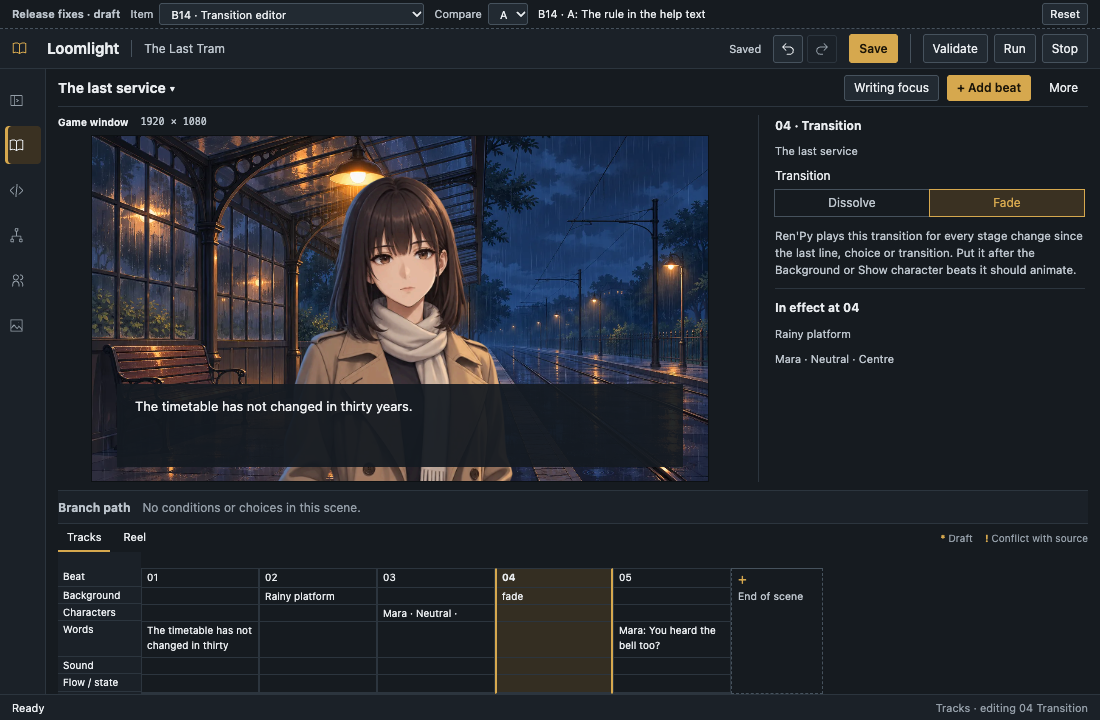 Release fixes · draft Item B14 · Transition editor Compare A B14 · A: The rule in the help text Reset
Loomlight The Last Tram Saved Save Validate Run Stop
The last service ▾ Writing focus + Add beat More
Game window 1920 × 1080
The timetable has not changed in thirty years.
04 · Transition
The last service
Transition
Dissolve Fade
Ren'Py plays this transition for every stage change since
the last line, choice or transition. Put it after the
Background or Show character beats it should animate.
In effect at 04
Rainy platform
Mara · Neutral · Centre
Branch path No conditions or choices in this scene.
Tracks Reel * Draft ! Conflict with source
Beat 01 02 03 04 05 +
Background Rainy platform fade End of scene
Characters Mara · Neutral ·
Words The timetable has not Mara: You heard the
changed in thirty bell too?
Sound
Flow / state
Ready Tracks · editing 04 Transition